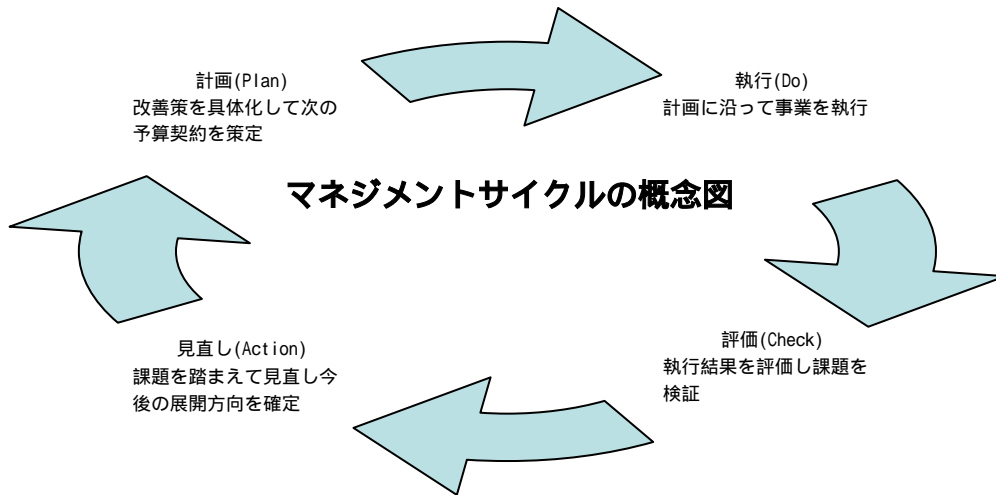 計画(Plan)
改善策を具体化して次の
予算契約を策定
執行(Do)
計画に沿って事業を執行
マネジメントサイクルの概念図
評価(Check)
執行結果を評価し課題を
検証
見直し(Action)
課題を踏まえて見直し今
後の展開方向を確定